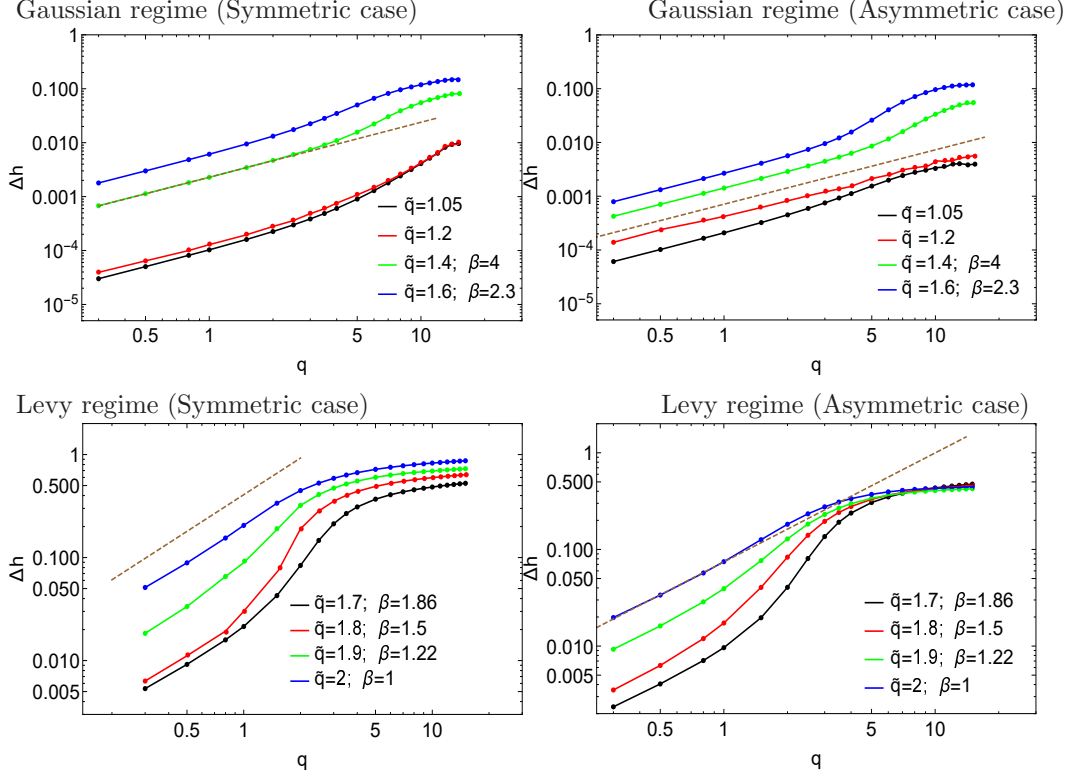 Gaussian regime (Symmetric case)
1
0.100
0.010
0.001
10⁻⁴
10⁻⁵
Δh
q̃=1.05
q̃=1.2
q̃=1.4; β=4
q̃=1.6; β=2.3
0.5 1 5 10
q
Gaussian regime (Asymmetric case)
1
0.100
0.010
0.001
10⁻⁴
10⁻⁵
Δh
q̃=1.05
q̃ =1.2
q̃=1.4; β=4
q̃ =1.6; β=2.3
0.5 1 5 10
q
Levy regime (Symmetric case)
1
0.500
0.100
0.050
0.010
0.005
Δh
q̃=1.7; β=1.86
q̃=1.8; β=1.5
q̃=1.9; β=1.22
q̃=2; β=1
0.5 1 5 10
q
Levy regime (Asymmetric case)
1
0.500
0.100
0.050
0.010
0.005
Δh
q̃=1.7; β=1.86
q̃=1.8; β=1.5
q̃=1.9; β=1.22
q̃=2; β=1
0.5 1 5 10
q